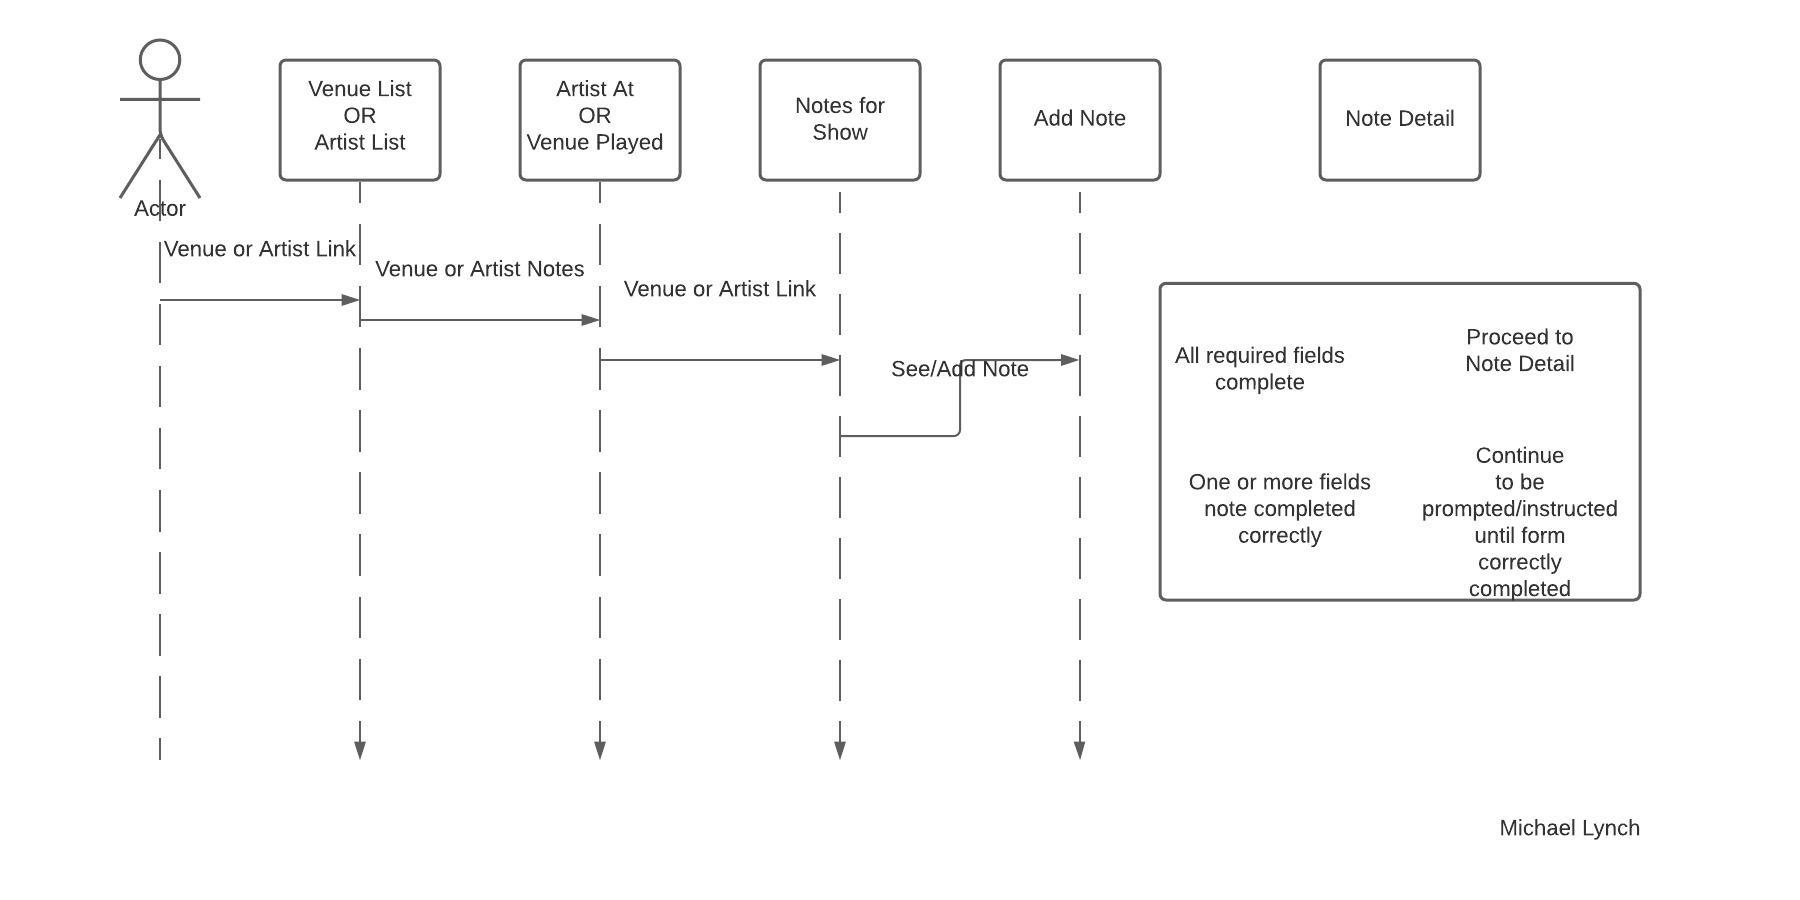 Venue List
OR
Artist List
Artist At
OR
Venue Played
Notes for
Show
Add Note
Note Detail
Actor
Venue or Artist Link
Venue or Artist Notes
Venue or Artist Link
See/Add Note
All required fields
complete
Proceed to
Note Detail
One or more fields
note completed
correctly
Continue
to be
prompted/instructed
until form
correctly
completed
Michael Lynch